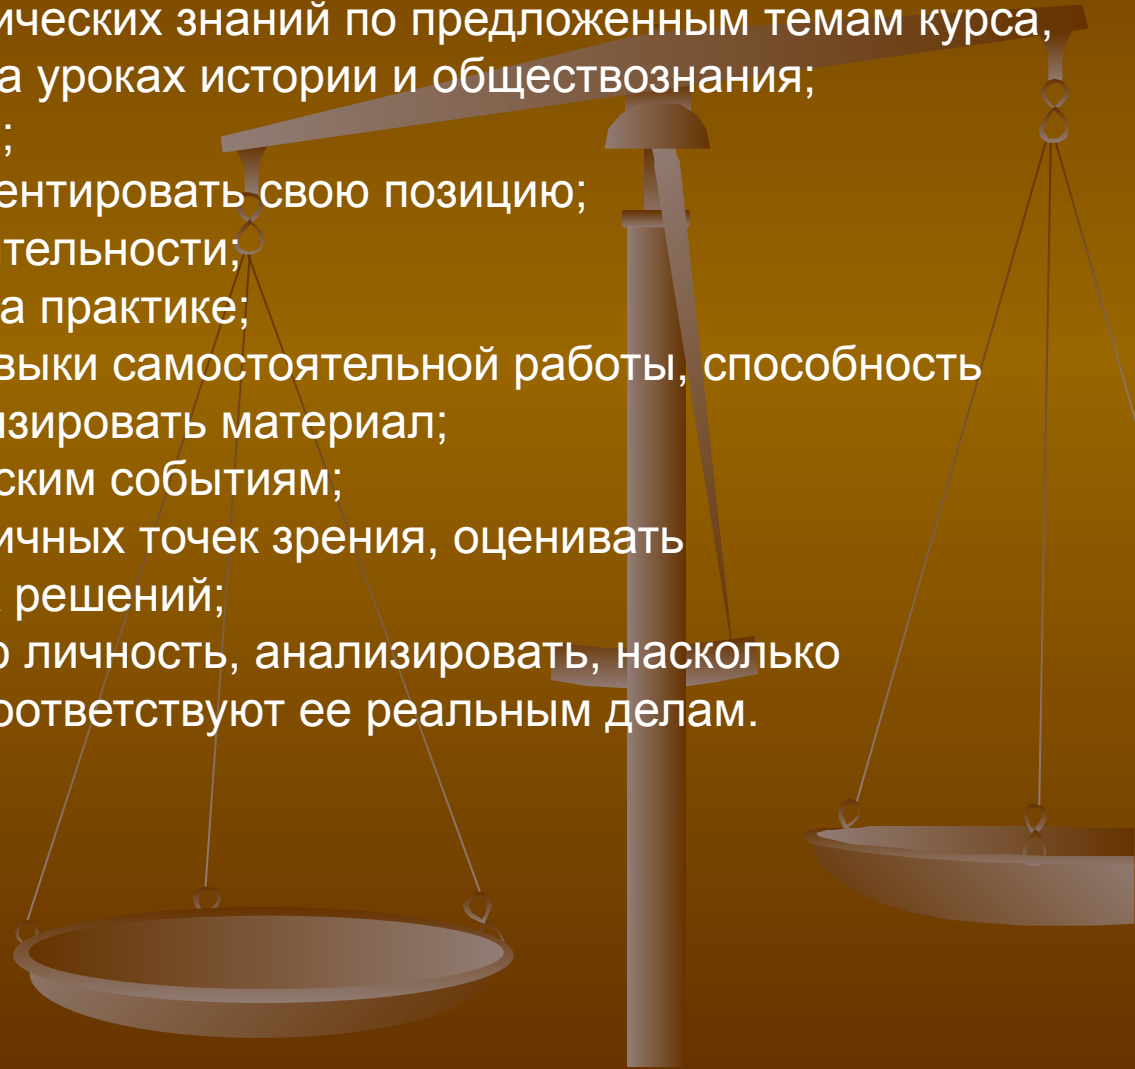 ических знаний по предложенным темам курса,
а уроках истории и обществознания;
;
ентировать свою позицию;
ятельности;
а практике;
выки самостоятельной работы, способность
изировать материал;
ским событиям;
ичных точек зрения, оценивать
решений;
ю личность, анализировать, насколько
оответствуют ее реальным делам.